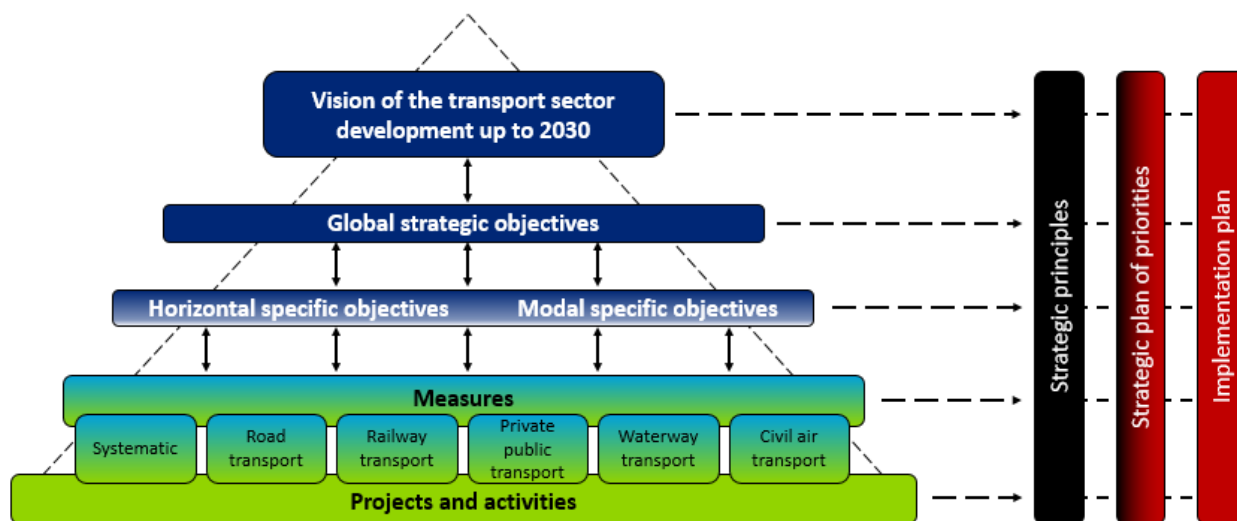 Vision of the transport sector
development up to 2030
Global strategic objectives
Horizontal specific objectives
Modal specific objectives
Measures
Systematic
Road
transport
Railway
transport
Private
public
transport
Waterway
transport
Civil air
transport
Projects and activities
Strategic principles
Strategic plan of priorities
Implementation plan